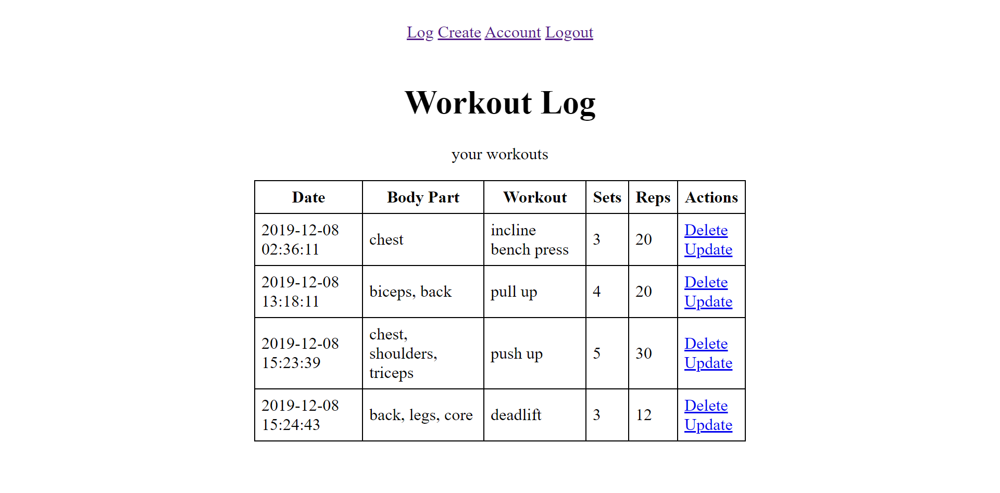 Log Create Account Logout
Workout Log
your workouts
Date Body Part Workout Sets Reps Actions
2019-12-08 02:36:11 chest incline bench press 3 20 Delete Update
2019-12-08 13:18:11 biceps, back pull up 4 20 Delete Update
2019-12-08 15:23:39 chest, shoulders, triceps push up 5 30 Delete Update
2019-12-08 15:24:43 back, legs, core deadlift 3 12 Delete Update